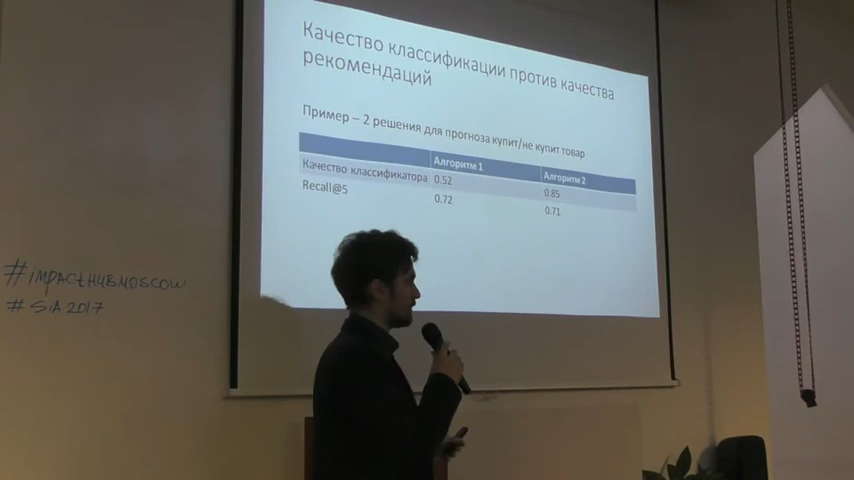 Качество классификации против качества
рекомендаций
Пример – 2 решения для прогноза купит/не купит товар
Алгоритм 1 Алгоритм 2
Качество классификатора 0.52 0.85
Recall@5 0.72 0.71
#IMPACTHUBMOSCOW
#SIA2017